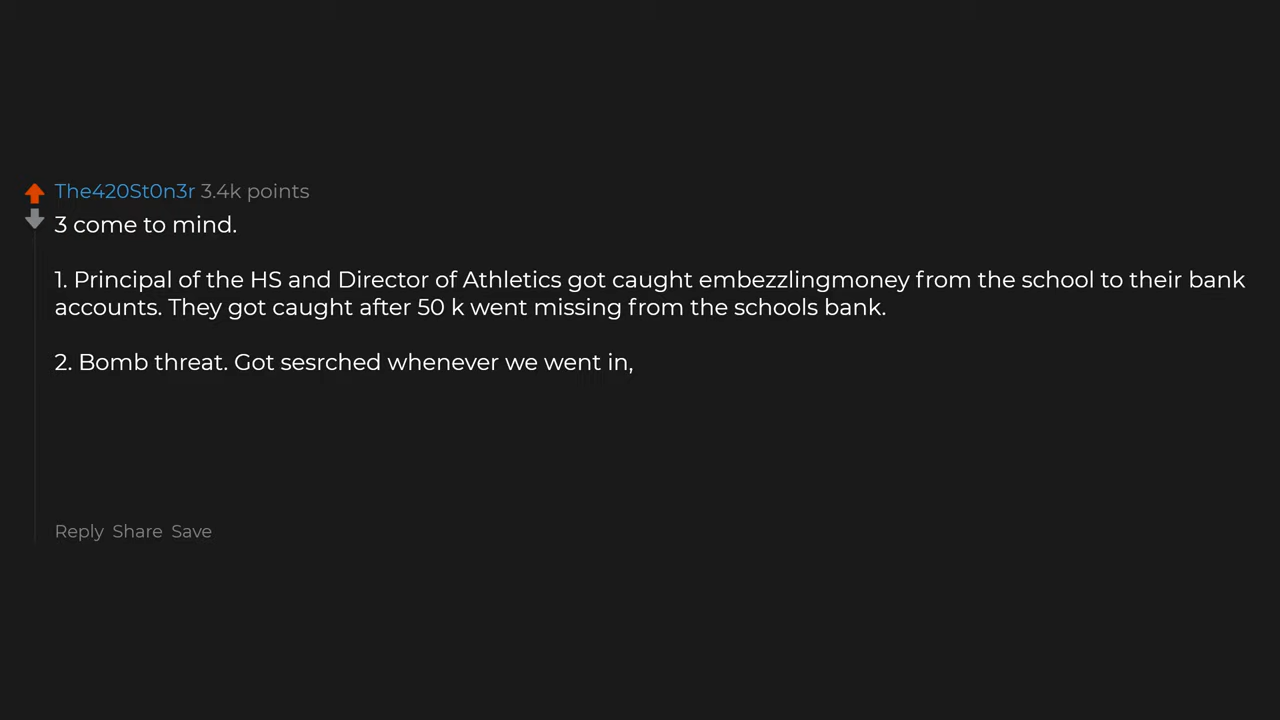 The420St0n3r 3.4k points
3 come to mind.
1. Principal of the HS and Director of Athletics got caught embezzlingmoney from the school to their bank
accounts. They got caught after 50 k went missing from the schools bank.
2. Bomb threat. Got sesrched whenever we went in,
Reply Share Save